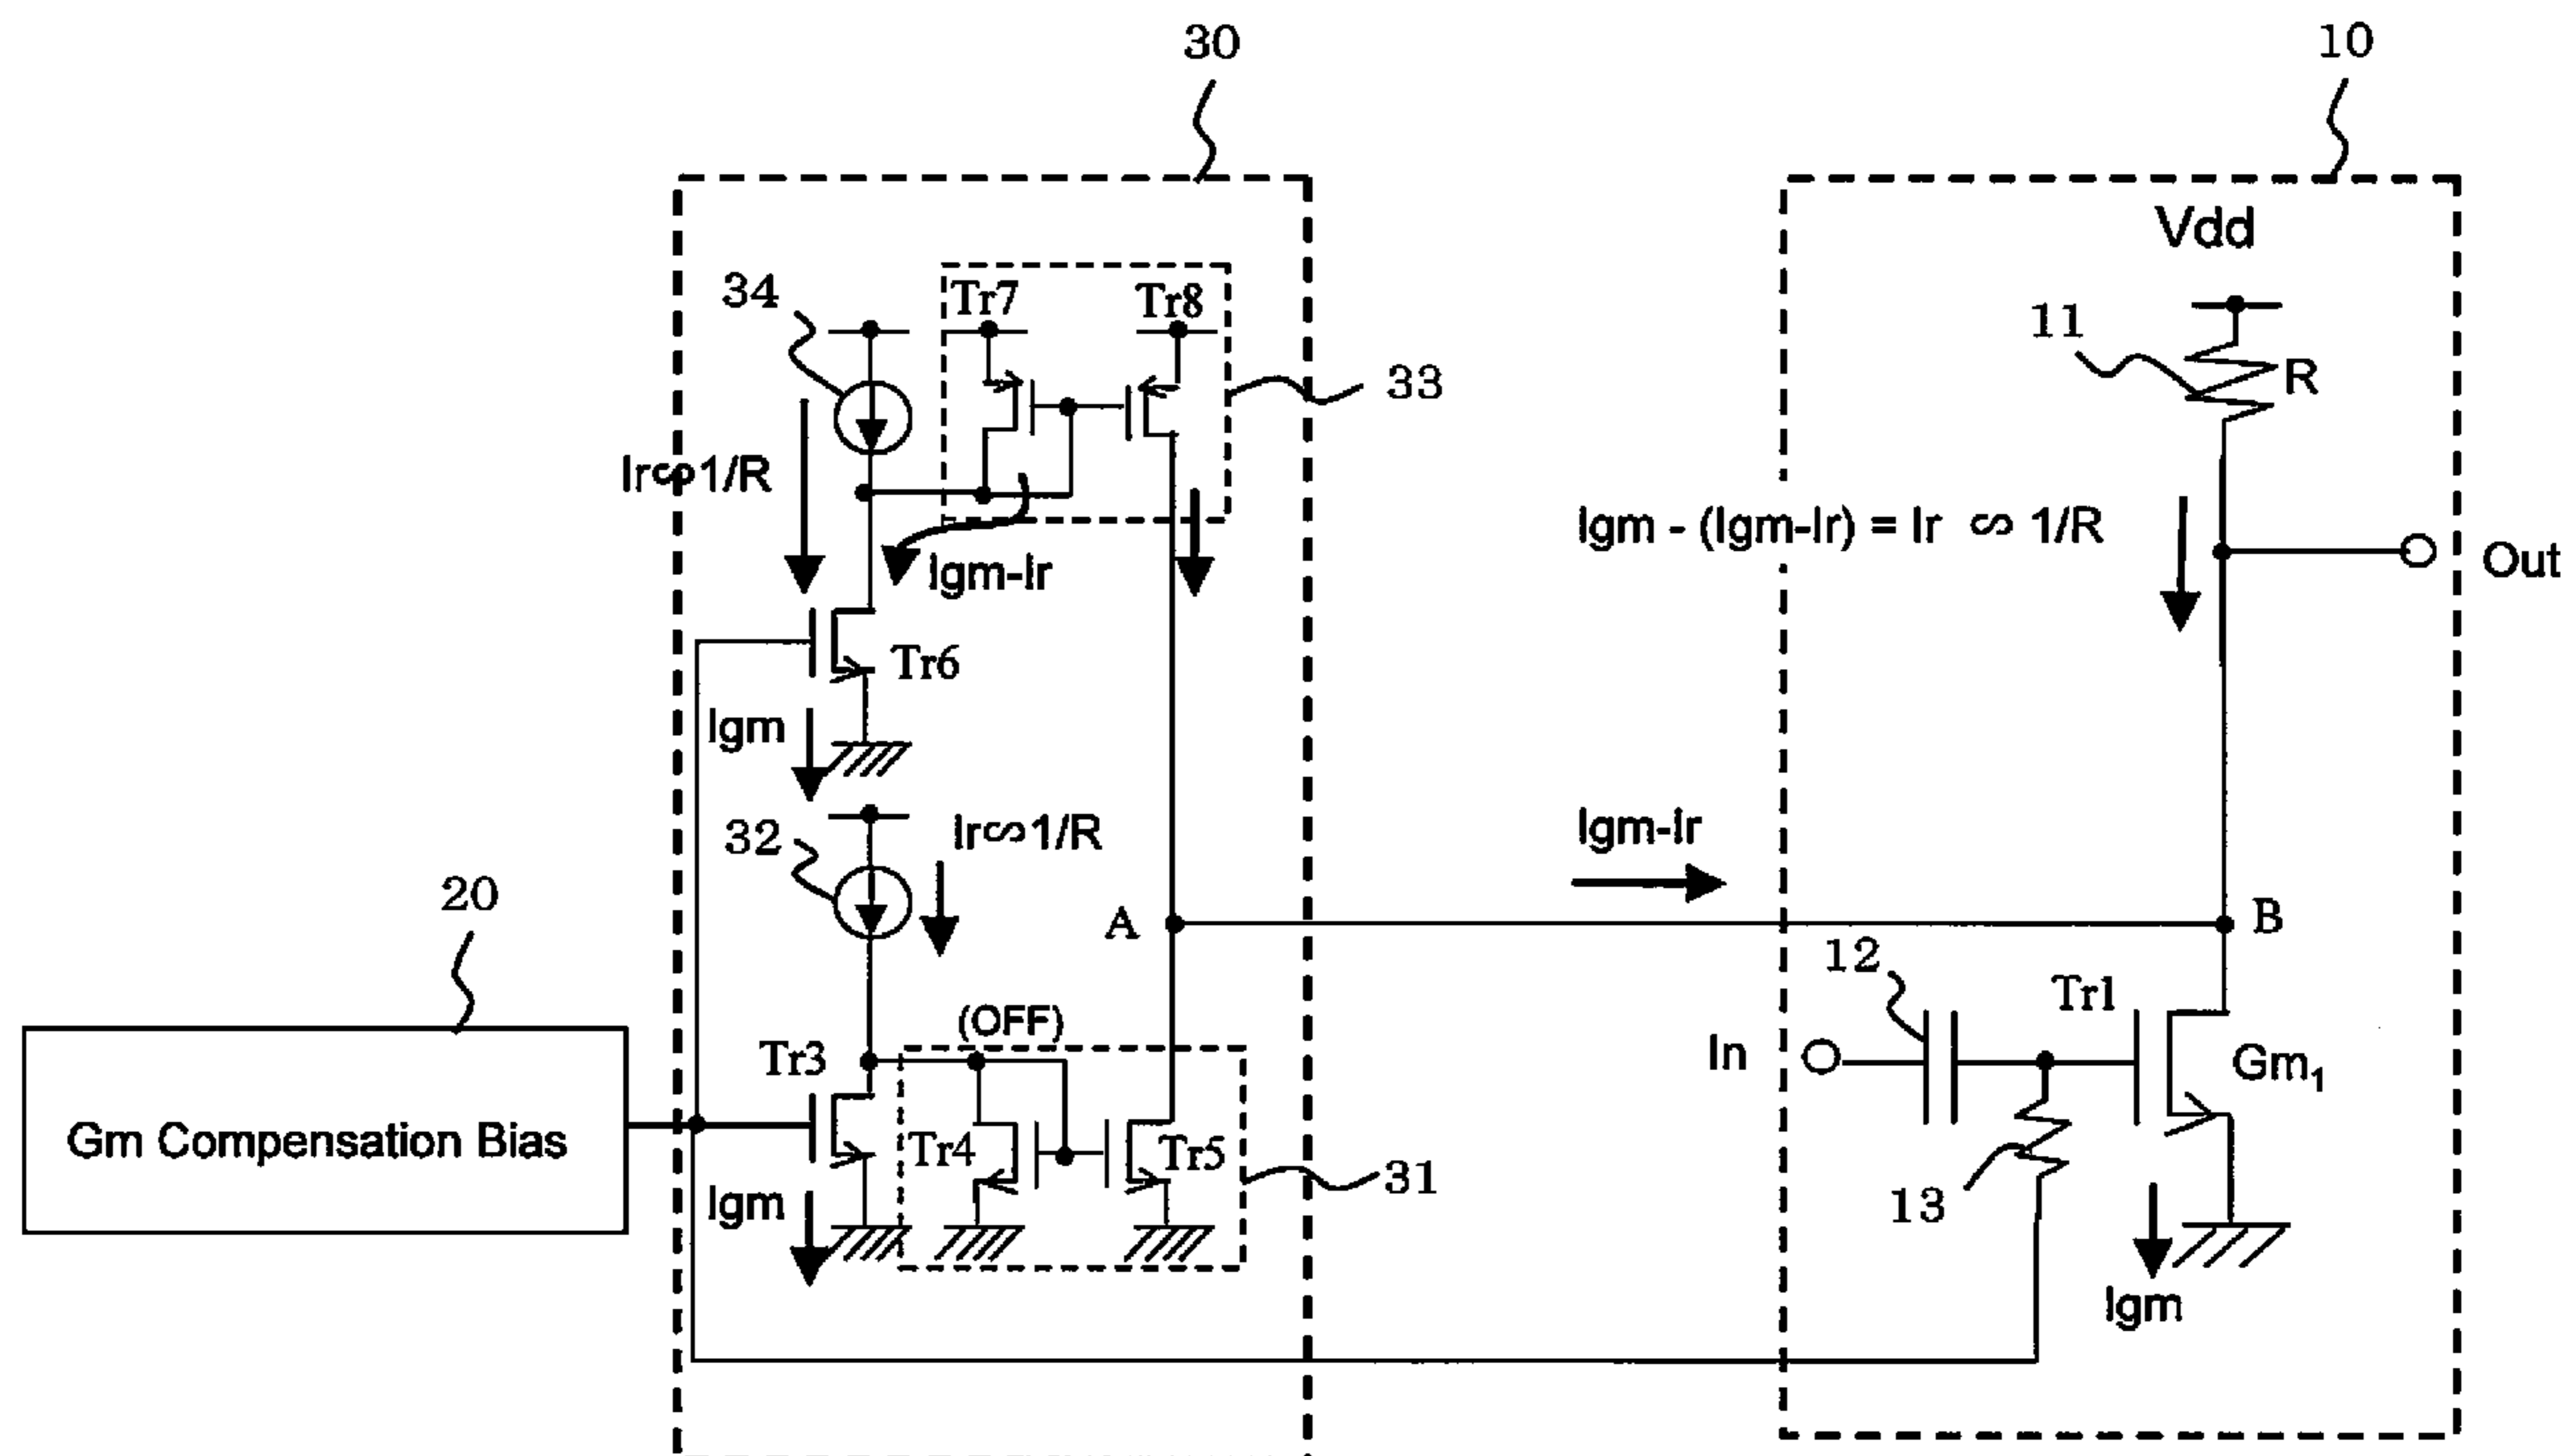 30
10
Vdd
34
Tr7
Tr8
11
R
33
Ir∽1/R
Igm-Ir
Igm - (Igm-Ir) = Ir ∽ 1/R
Out
Tr6
Igm
32
Ir∽1/R
Igm-Ir
20
A
B
12
Tr1
(OFF)
Tr3
In
Gm₁
Gm Compensation Bias
Tr4
Tr5
31
13
Igm
Igm